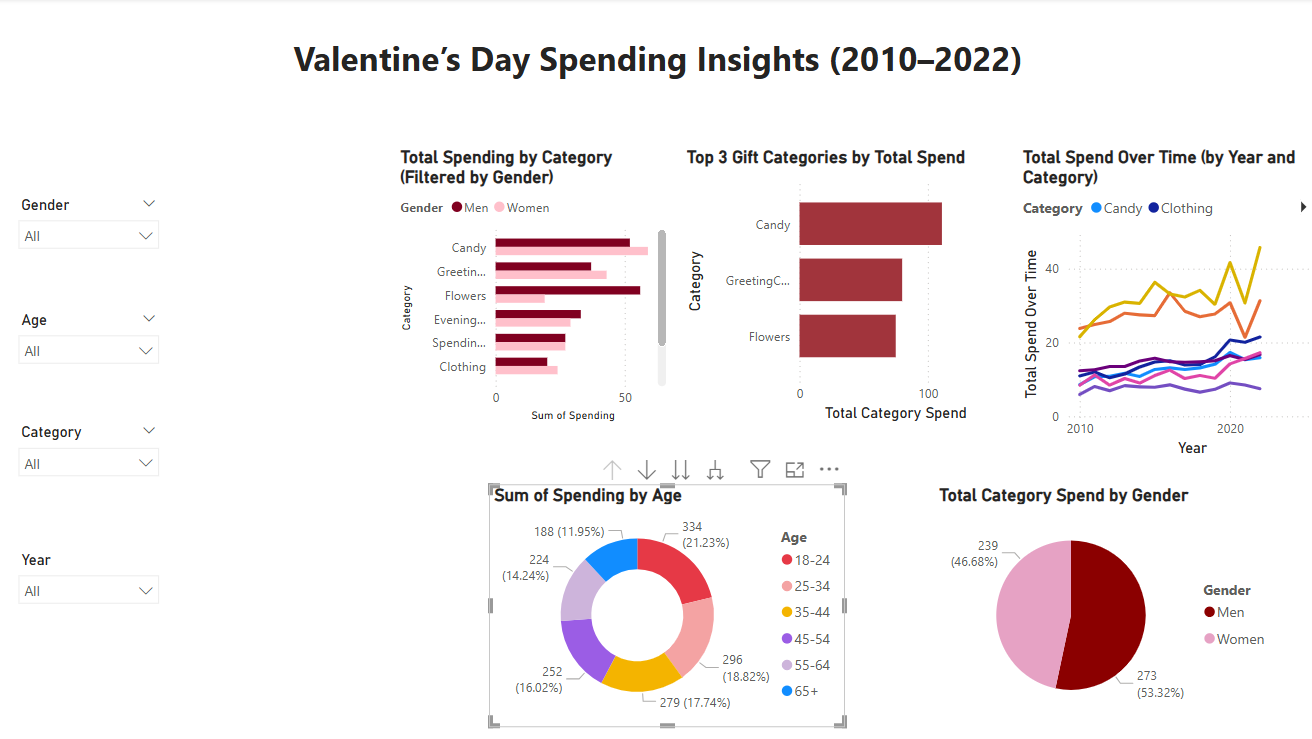 Valentine’s Day Spending Insights (2010–2022)
Gender
All
Age
All
Category
All
Year
All
Total Spending by Category
(Filtered by Gender)
Gender Men Women
Category
Candy
Greetin...
Flowers
Evening...
Spendin...
Clothing
0 50
Sum of Spending
Top 3 Gift Categories by Total Spend
Category
Candy
GreetingC...
Flowers
0 100
Total Category Spend
Total Spend Over Time (by Year and
Category)
Category Candy Clothing
Total Spend Over Time
40
20
0
2010 2020
Year
Sum of Spending by Age
188 (11.95%)
334
(21.23%)
224
(14.24%)
252
(16.02%)
296
(18.82%)
279 (17.74%)
Age
18-24
25-34
35-44
45-54
55-64
65+
Total Category Spend by Gender
239
(46.68%)
273
(53.32%)
Gender
Men
Women